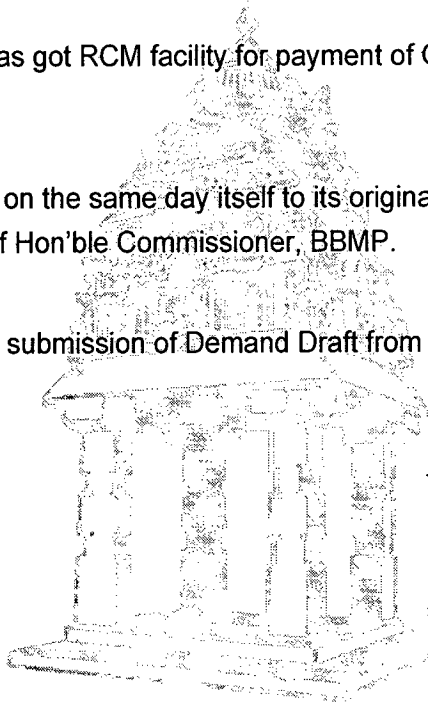 as got RCM facility for payment of
on the same day itself to its origina
f Hon'ble Commissioner, BBMP.
submission of Demand Draft from